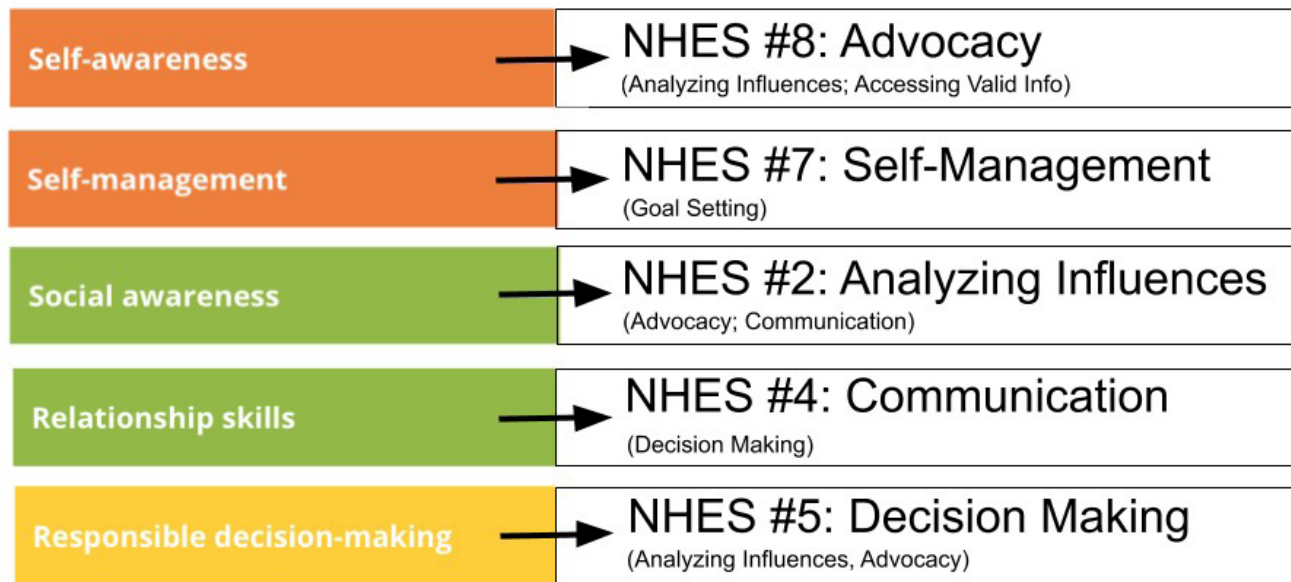 Self-awareness
NHES #8: Advocacy
(Analyzing Influences; Accessing Valid Info)
Self-management
NHES #7: Self-Management
(Goal Setting)
Social awareness
NHES #2: Analyzing Influences
(Advocacy; Communication)
Relationship skills
NHES #4: Communication
(Decision Making)
Responsible decision-making
NHES #5: Decision Making
(Analyzing Influences, Advocacy)